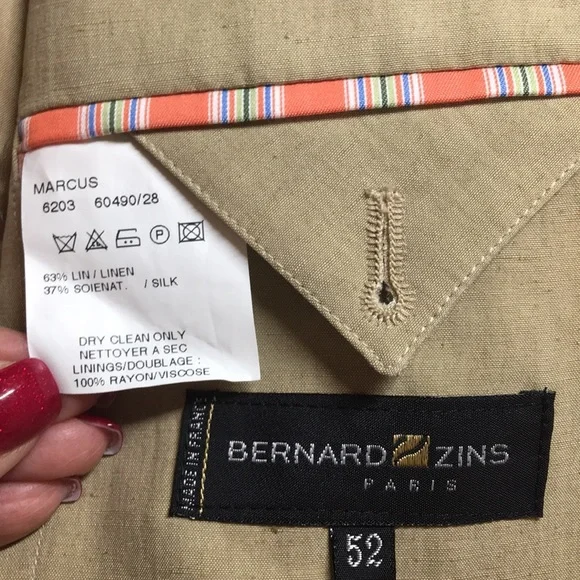 MARCUS
6203 60490/28
P
63% LIN / LINEN
37% SOIENAT. / SILK
DRY CLEAN ONLY
NETTOYER A SEC
LININGS/DOUBLAGE :
100% RAYON/VISCOSE
MADE IN FRANCE
BERNARD ZINS
PARIS
52